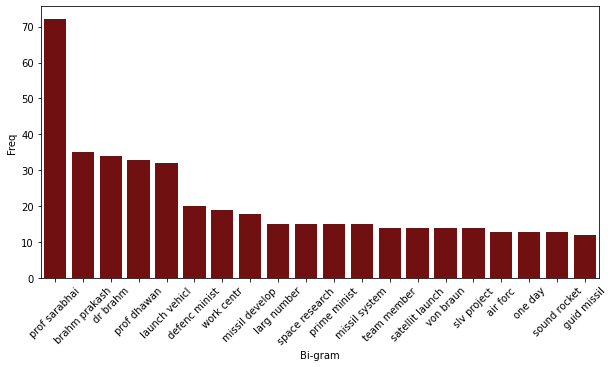 Freq
70
60
50
40
30
20
10
0
prof sarabhai
brahm prakash
dr brahm
prof dhawan
launch vehicl
defenc minist
work centr
missil develop
larg number
space research
prime minist
missil system
team member
satellit launch
von braun
slv project
air forc
one day
sound rocket
guid missil
Bi-gram